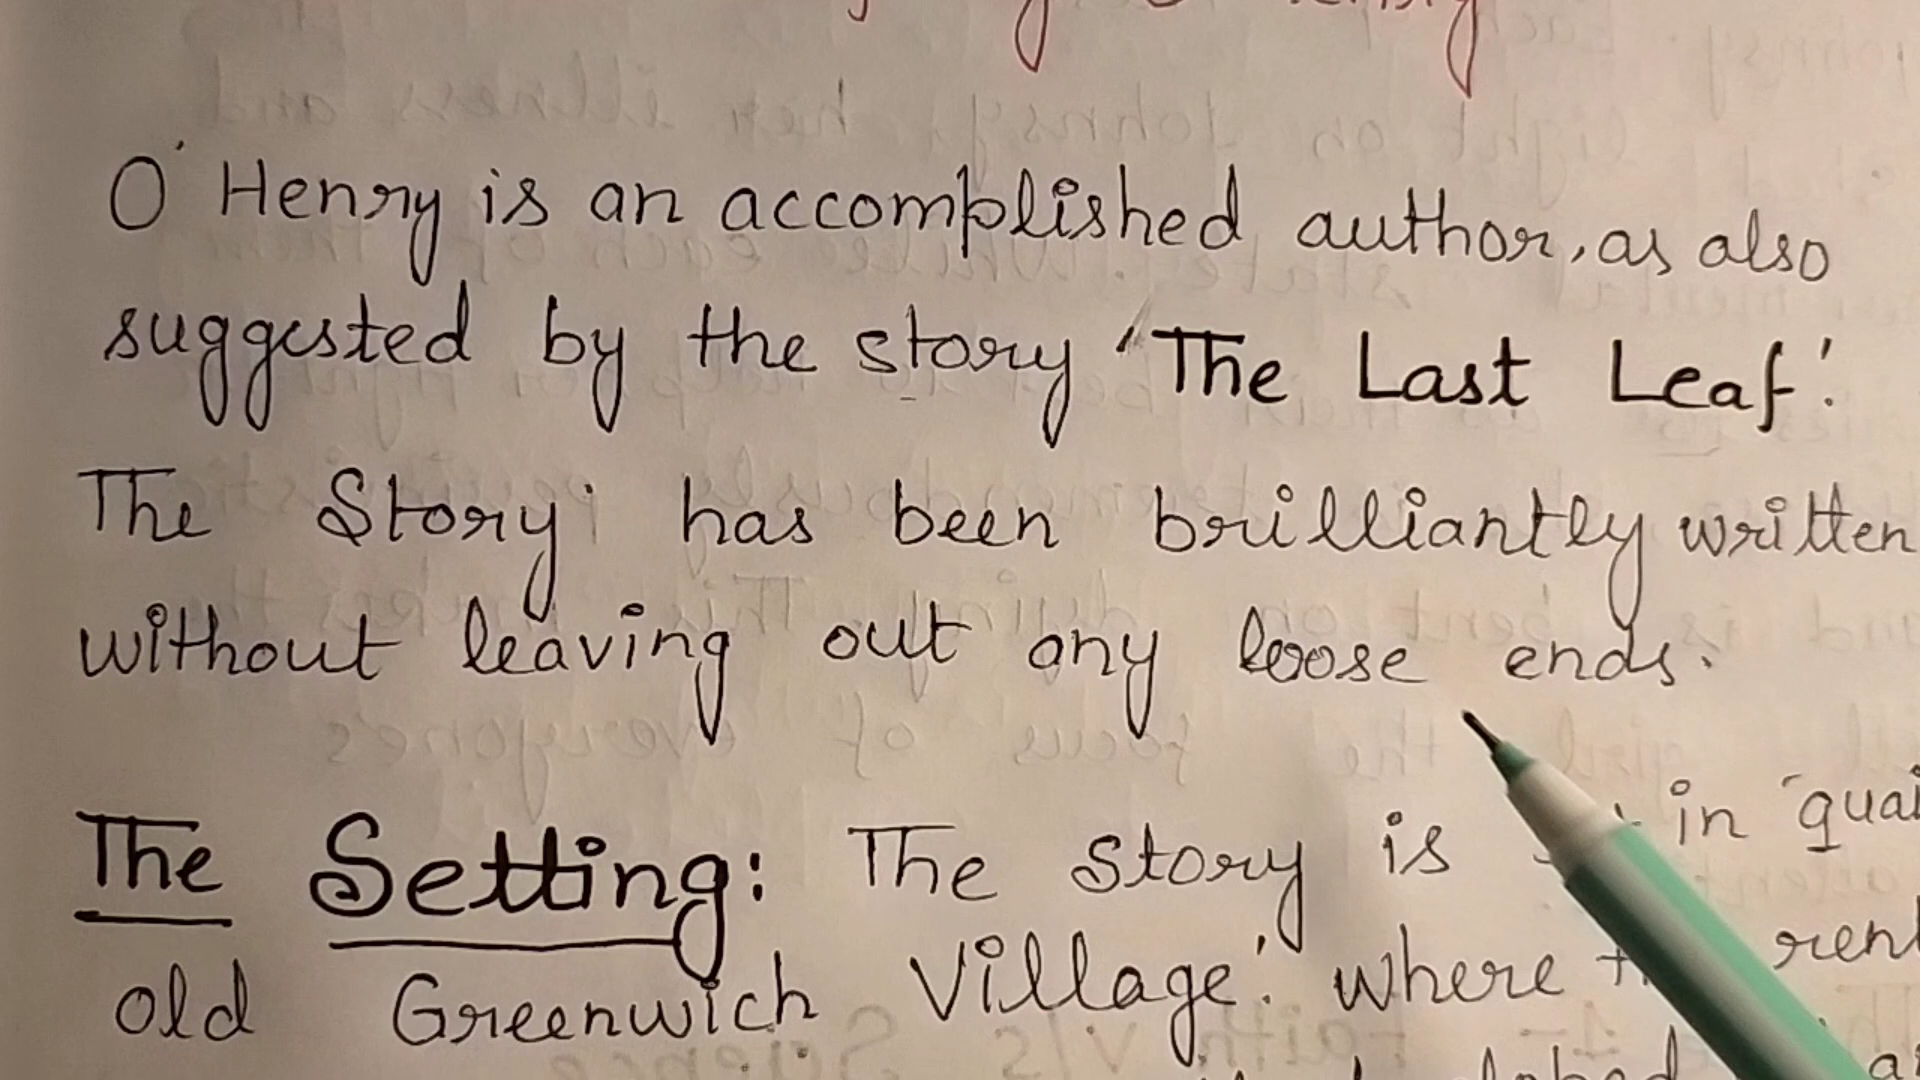 O' Henry is an accomplished author, as also
suggested by the story 'The Last Leaf'.
The Story has been brilliantly written
without leaving out any loose ends.
The Setting: The story is in 'quai
old Greenwich Village'. where rent